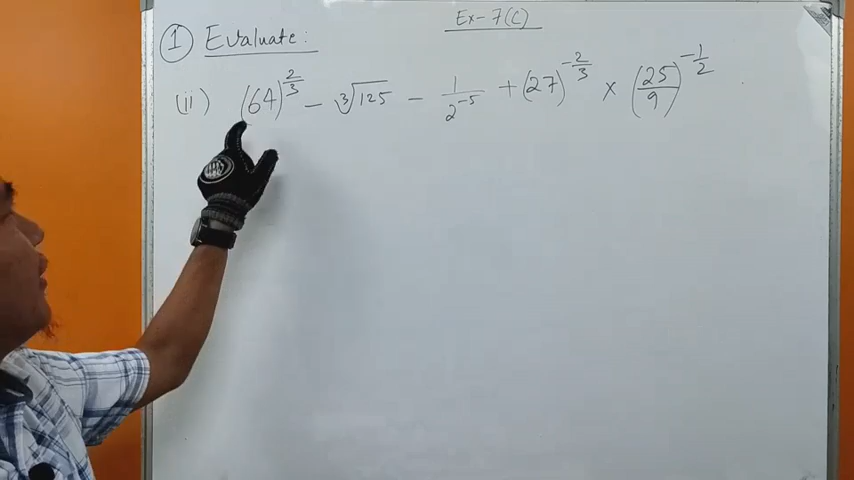 Ex-7(C)
① Evaluate:
(ii) (64)^(2/3) - ∛125 - 1/2^(-5) + (27)^(-2/3) × (25/9)^(-1/2)